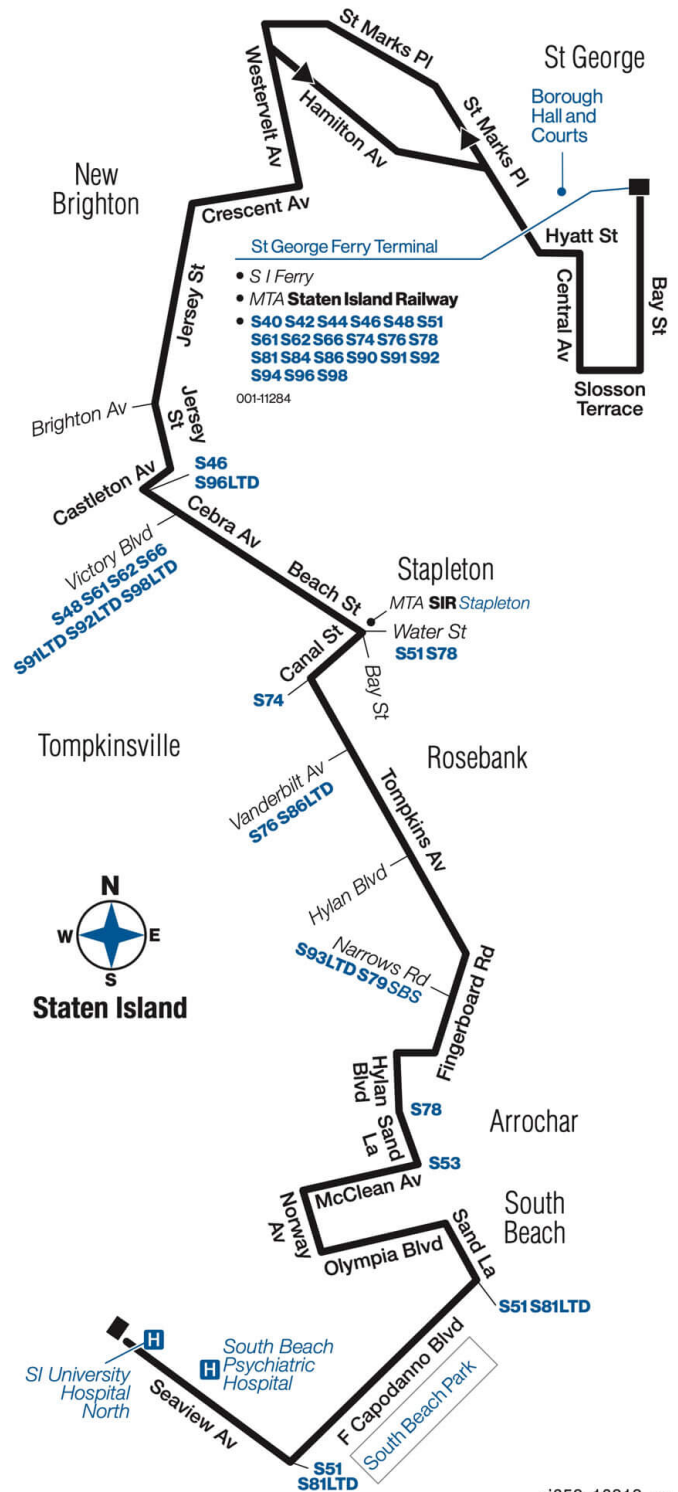 St Marks Pl
St George
Westervelt Av
Hamilton Av
St Marks Pl
Borough
Hall and
Courts
New
Brighton
Crescent Av
Hyatt St
St George Ferry Terminal
• S I Ferry
• MTA Staten Island Railway
• S40 S42 S44 S46 S48 S51
S61 S62 S66 S74 S76 S78
S81 S84 S86 S90 S91 S92
S94 S96 S98
001-11284
Central Av
Bay St
Slosson
Terrace
Jersey St
Brighton Av
Jersey
St
Castleton Av
S46
S96LTD
Cebra Av
Victory Blvd
S48 S61 S62 S66
S91LTD S92LTD S98LTD
Beach St
Stapleton
MTA SIR Stapleton
Water St
S51 S78
Canal St
Bay St
S74
Tompkinsville
Rosebank
Vanderbilt Av
S76 S86LTD
Tompkins Av
Hylan Blvd
N
W
E
S
Staten Island
Narrows Rd
S93LTD S79SBS
Fingerboard Rd
Hylan
Blvd
S78
Sand
La
Arrochar
S53
McClean Av
Norway
Av
South
Beach
Sand La
Olympia Blvd
S51 S81LTD
F Capodanno Blvd
South Beach Park
H
SI University
Hospital
North
H
South Beach
Psychiatric
Hospital
Seaview Av
S51
S81LTD